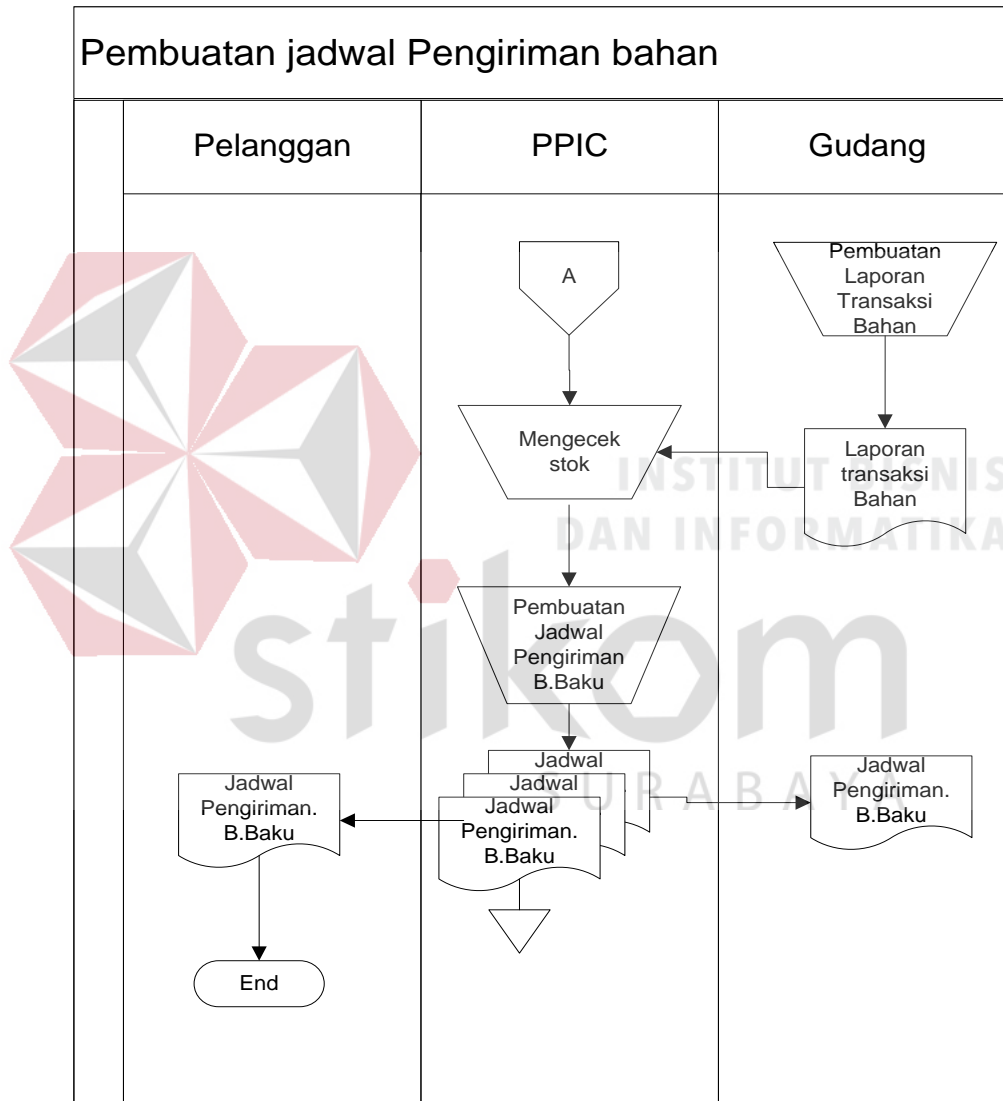 Pembuatan jadwal Pengiriman bahan
Pelanggan
PPIC
Gudang
A
Pembuatan
Laporan
Transaksi
Bahan
Mengecek
stok
Laporan
transaksi
Bahan
INSTITUT BISNIS
DAN INFORMATIKA
stikom
SURABAYA
Pembuatan
Jadwal
Pengiriman
B.Baku
Jadwal
Jadwal
Jadwal
Pengiriman.
B.Baku
Jadwal
Pengiriman.
B.Baku
Jadwal
Pengiriman.
B.Baku
End